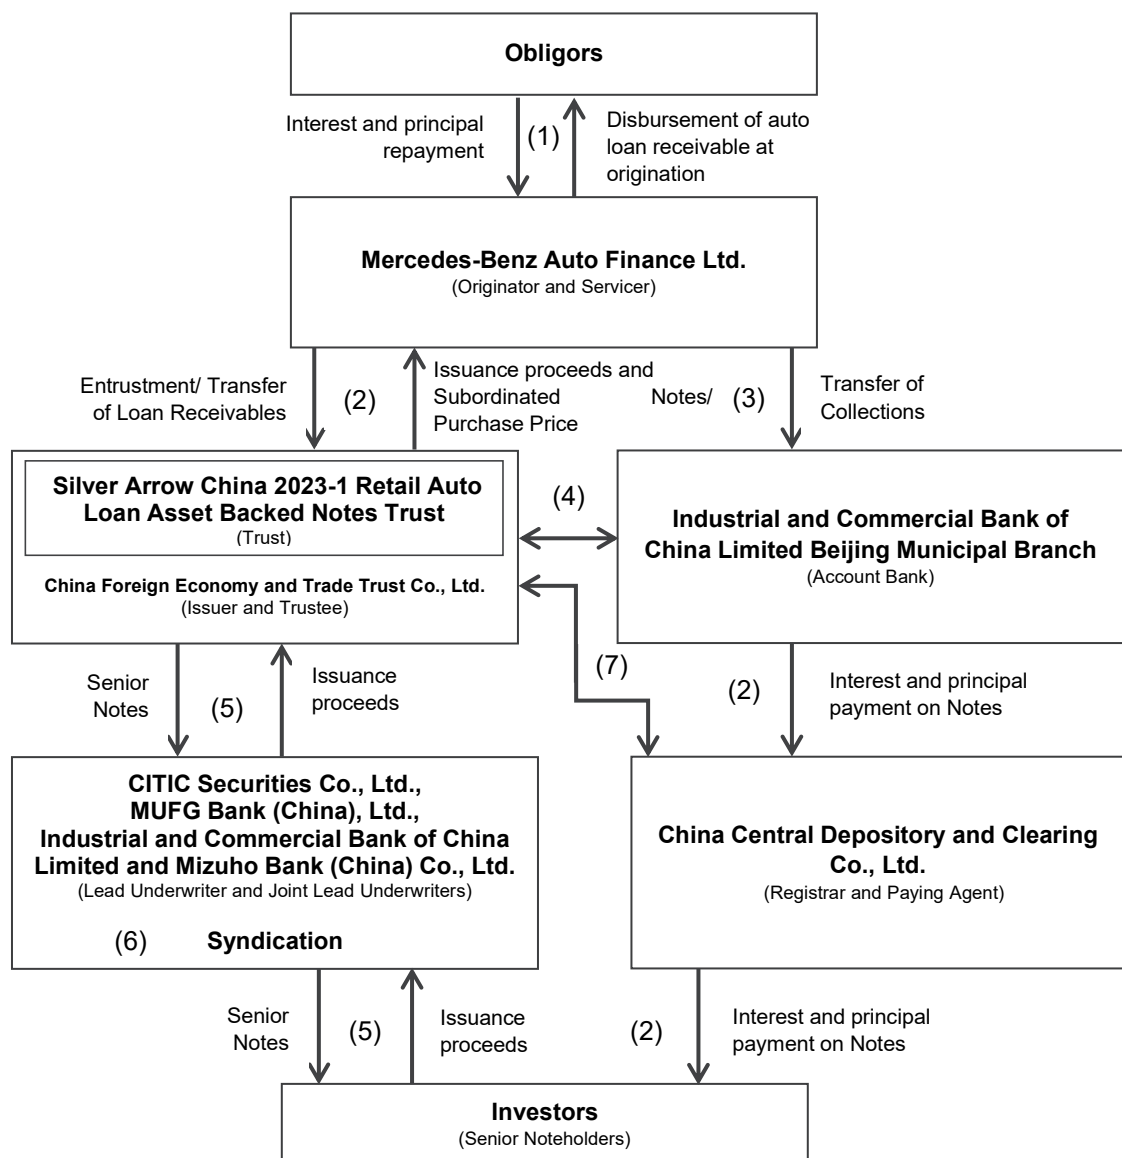 Obligors
Interest and principal
repayment
(1)
Disbursement of auto
loan receivable at
origination
Mercedes-Benz Auto Finance Ltd.
(Originator and Servicer)
Entrustment/ Transfer
of Loan Receivables
(2)
Issuance proceeds and
Subordinated Notes/
Purchase Price
(3)
Transfer of
Collections
Silver Arrow China 2023-1 Retail Auto
Loan Asset Backed Notes Trust
(Trust)
China Foreign Economy and Trade Trust Co., Ltd.
(Issuer and Trustee)
(4)
Industrial and Commercial Bank of
China Limited Beijing Municipal Branch
(Account Bank)
Senior
Notes
(5)
Issuance
proceeds
(7)
(2)
Interest and principal
payment on Notes
CITIC Securities Co., Ltd.,
MUFG Bank (China), Ltd.,
Industrial and Commercial Bank of China
Limited and Mizuho Bank (China) Co., Ltd.
(Lead Underwriter and Joint Lead Underwriters)
(6) Syndication
China Central Depository and Clearing
Co., Ltd.
(Registrar and Paying Agent)
Senior
Notes
(5)
Issuance
proceeds
(2)
Interest and principal
payment on Notes
Investors
(Senior Noteholders)